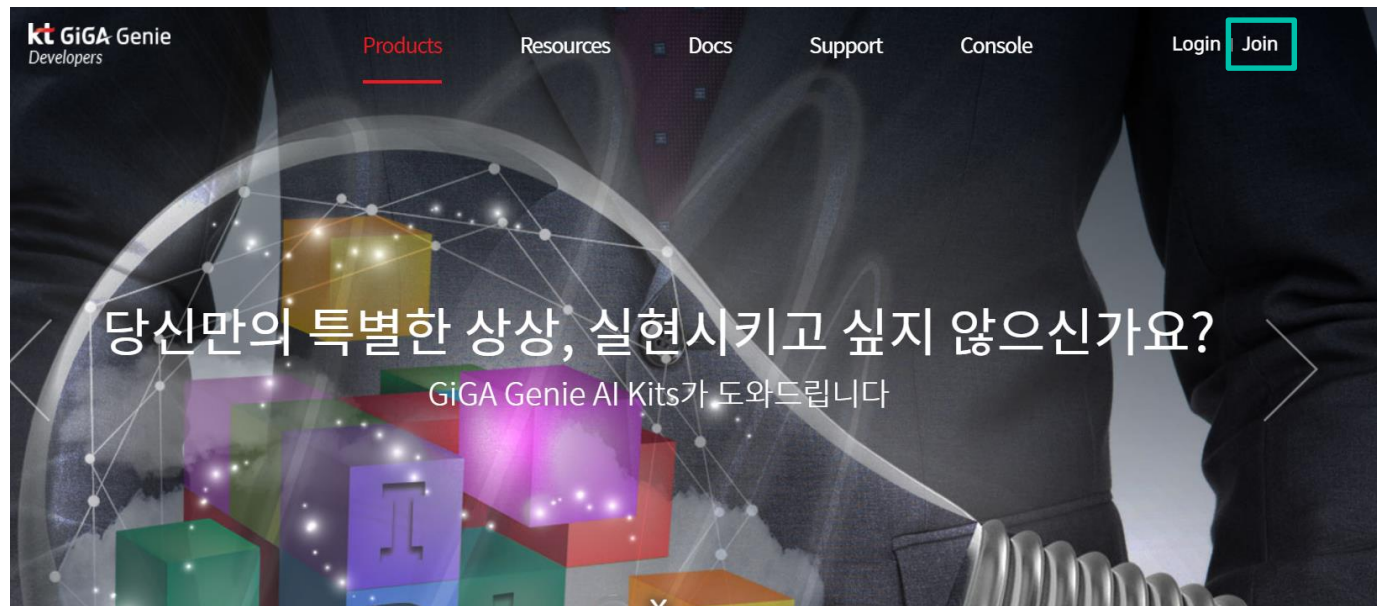 kt GiGA Genie
Developers
Products Resources Docs Support Console Login Join
당신만의 특별한 상상, 실현시키고 싶지 않으신가요?
GiGA Genie AI Kits가 도와드립니다